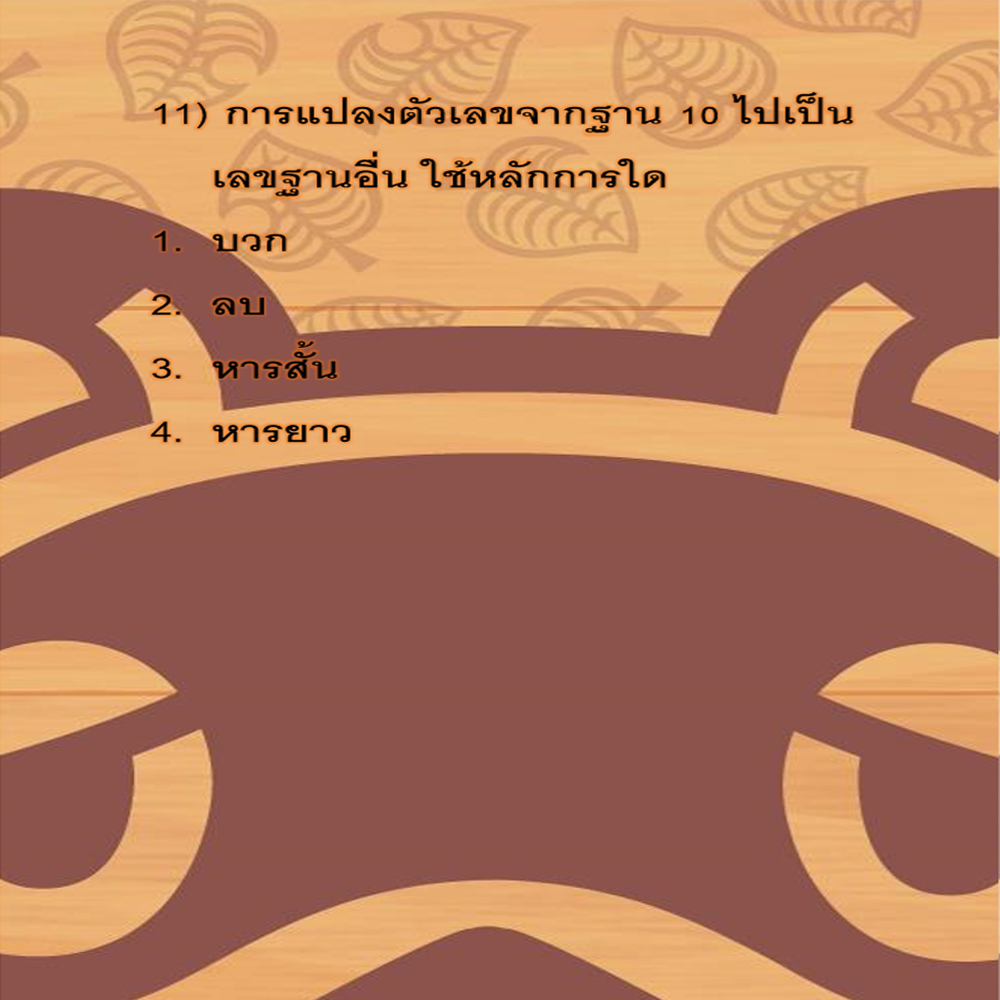 11) การแปลงตัวเลขจากฐาน 10 ไปเป็น
เลขฐานอื่น ใช้หลักการใด
1. บวก
2. ลบ
3. หารสั้น
4. หารยาว